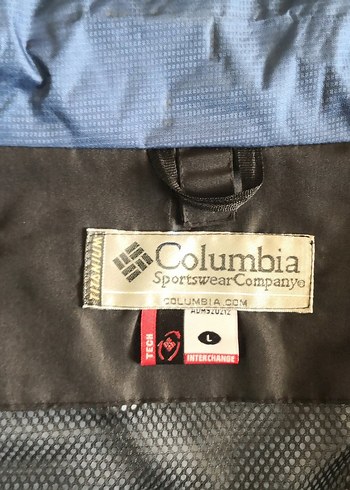 Columbia
Sportswear Company®
COLUMBIA.COM
TECH
L
INTERCHANGE